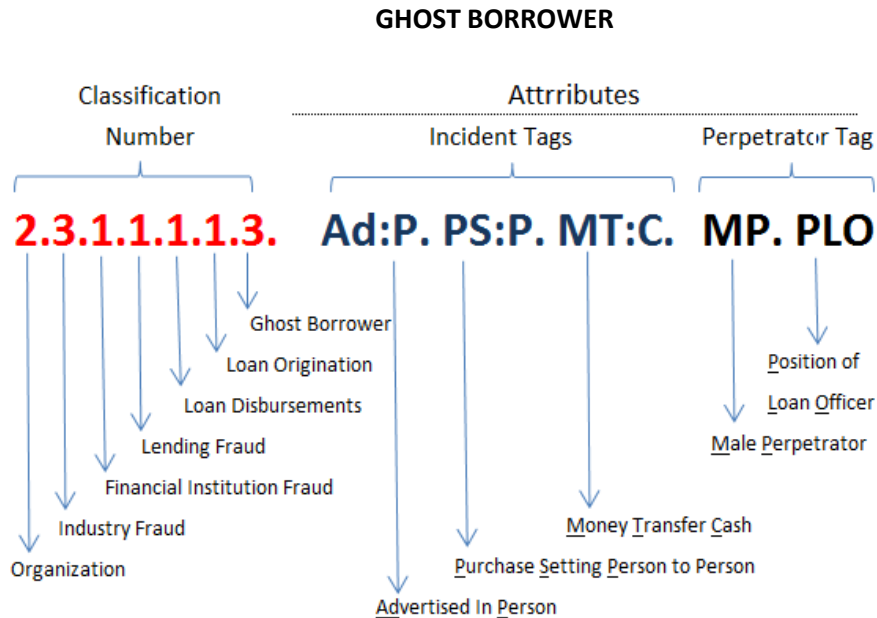 GHOST BORROWER
Classification Attrributes
Number Incident Tags Perpetrator Tag
2.3.1.1.1.1.3. Ad:P. PS:P. MT:C. MP. PLO
Ghost Borrower
Loan Origination
Position of
Loan Disbursements
Loan Officer
Lending Fraud
Male Perpetrator
Financial Institution Fraud
Industry Fraud
Money Transfer Cash
Organization
Purchase Setting Person to Person
Advertised In Person